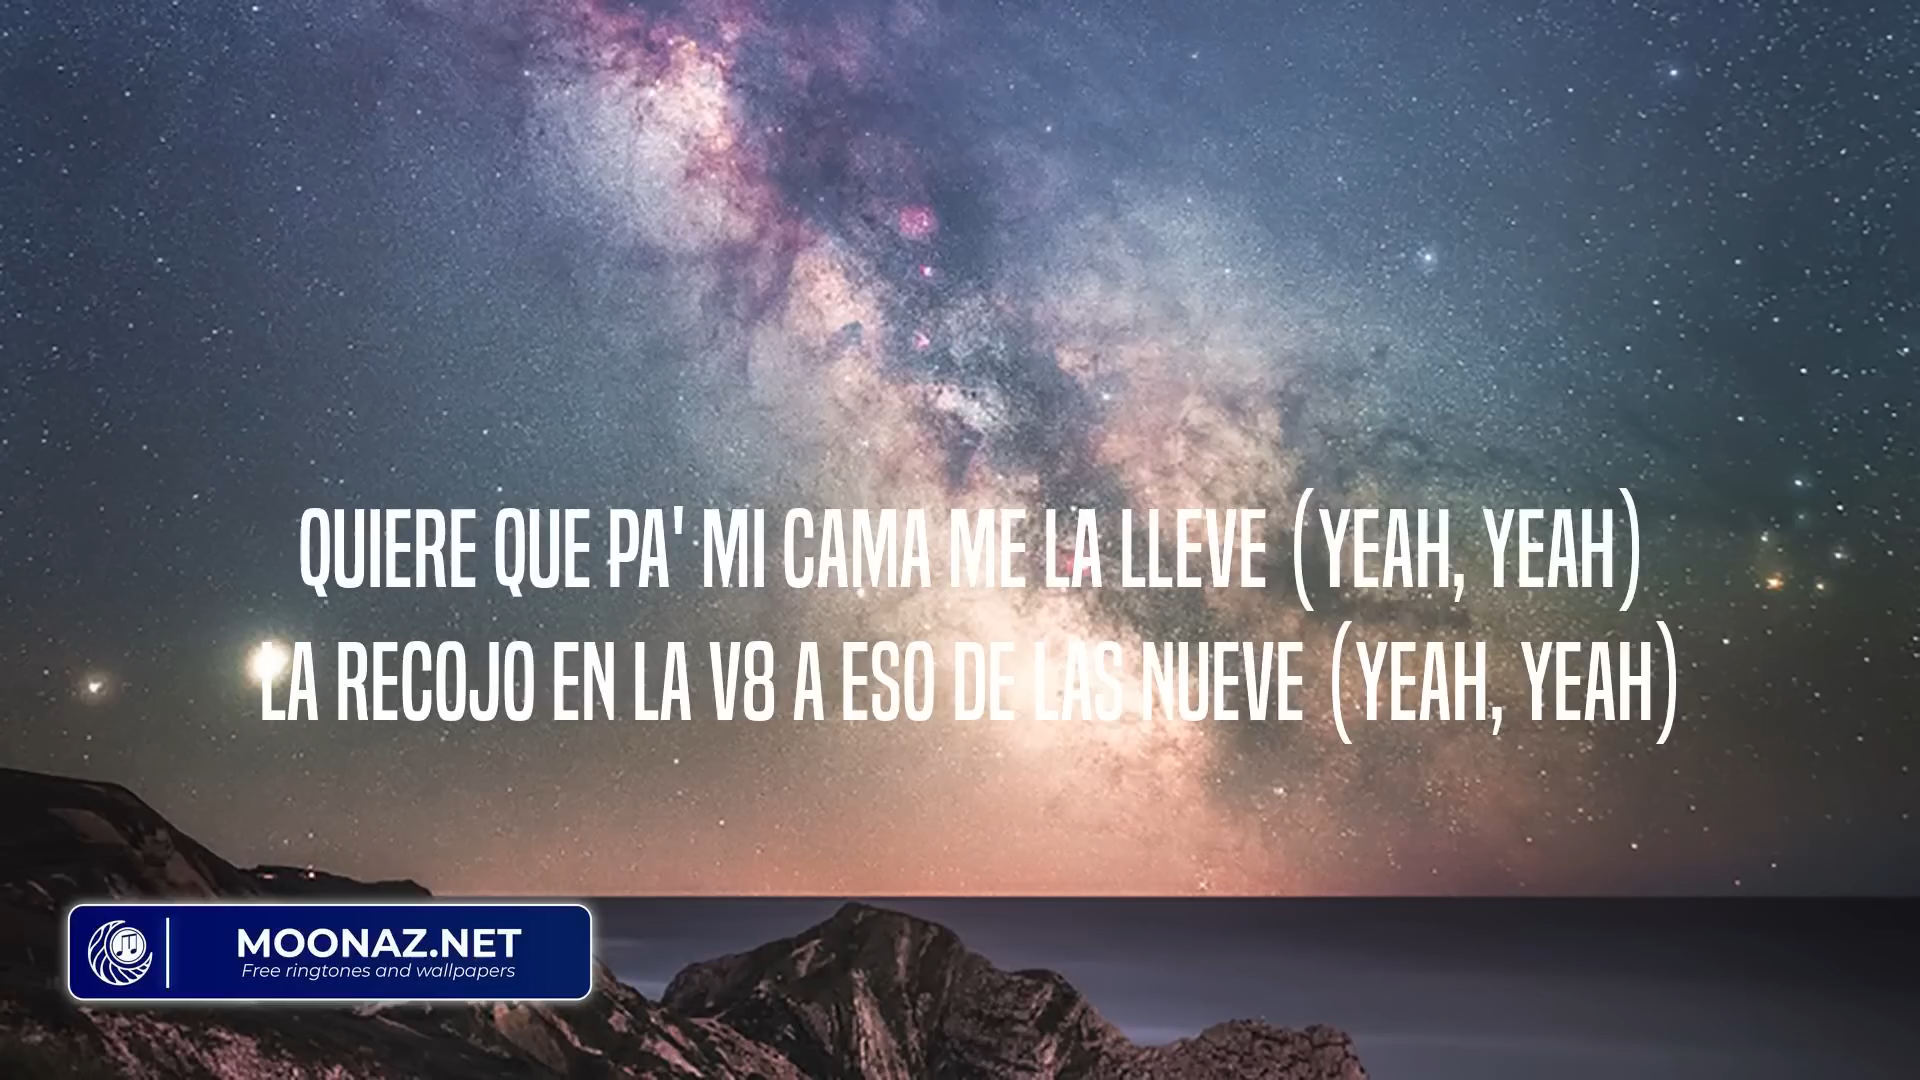 QUIERE QUE PA' MI CAMA ME LA LLEVE (YEAH, YEAH)
LA RECOJO EN LA V8 A ESO DE LAS NUEVE (YEAH, YEAH)
MOONAZ.NET
Free ringtones and wallpapers